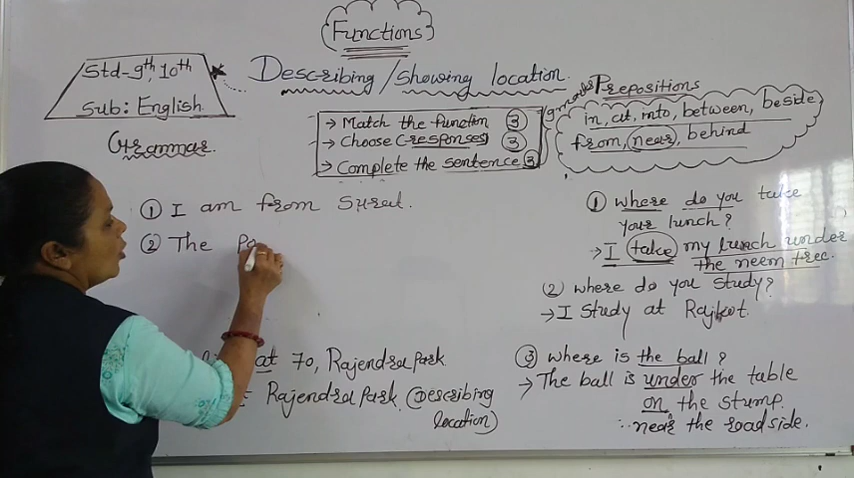 Functions
Std-9th, 10th
Sub: English
Grammar.
Describing/showing location.
→ Match the function ③
→ Choose (responses) ③
→ Complete the sentence ③
9 marks
Prepositions
in, at, into, between, beside
from, near, behind
① I am from Surat.
② The Pa
at 70, Rajendra Park
Rajendra Park. (Describing
location)
① where do you take
your lunch?
→ I take my lunch under
the neem tree.
(2) where do you study?
→ I study at Rajkot.
③ where is the ball?
→ The ball is under the table
on the stump.
near the roadside.